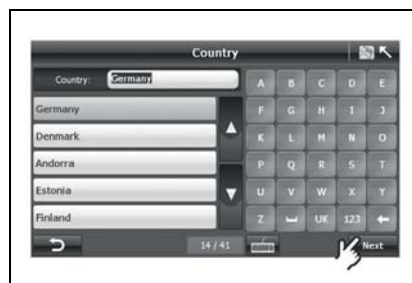 Country
Country: Germany
A B C D E
Germany
F G H I J
Denmark
K L M N O
Andorra
P Q R S T
Estonia
U V W X Y
Finland
Z UK 123
14 / 41
Next